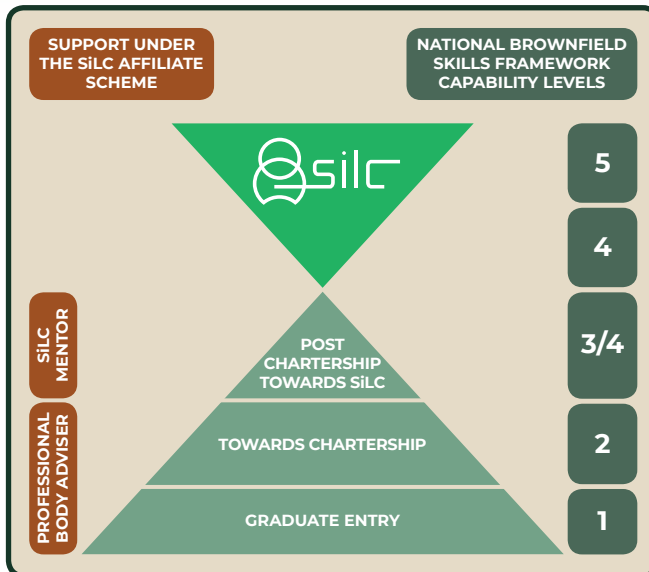 SUPPORT UNDER
THE SiLC AFFILIATE
SCHEME
NATIONAL BROWNFIELD
SKILLS FRAMEWORK
CAPABILITY LEVELS
silc
5
4
SiLC
MENTOR
POST
CHARTERSHIP
TOWARDS SiLC
3/4
PROFESSIONAL
BODY ADVISER
TOWARDS CHARTERSHIP
2
GRADUATE ENTRY
1